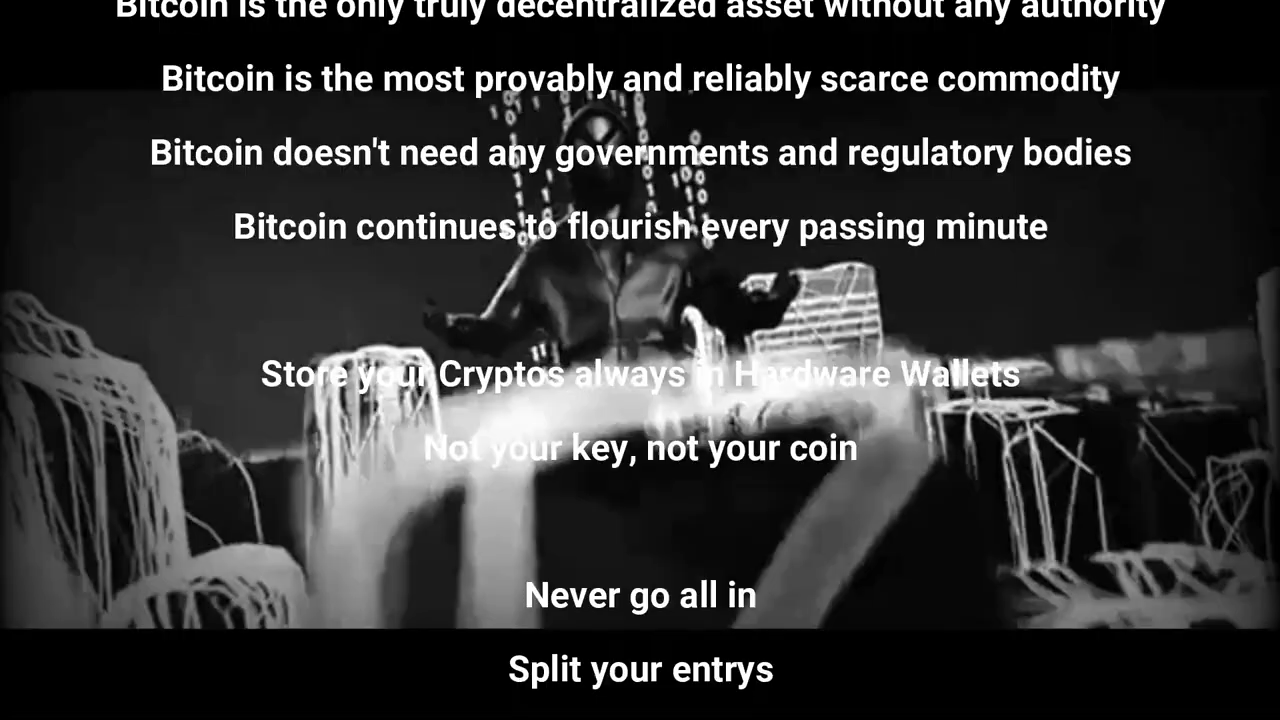 Bitcoin is the only truly decentralized asset without any authority
Bitcoin is the most provably and reliably scarce commodity
Bitcoin doesn't need any governments and regulatory bodies
Bitcoin continues to flourish every passing minute
Store your Cryptos always in Hardware Wallets
Not your key, not your coin
Never go all in
Split your entrys